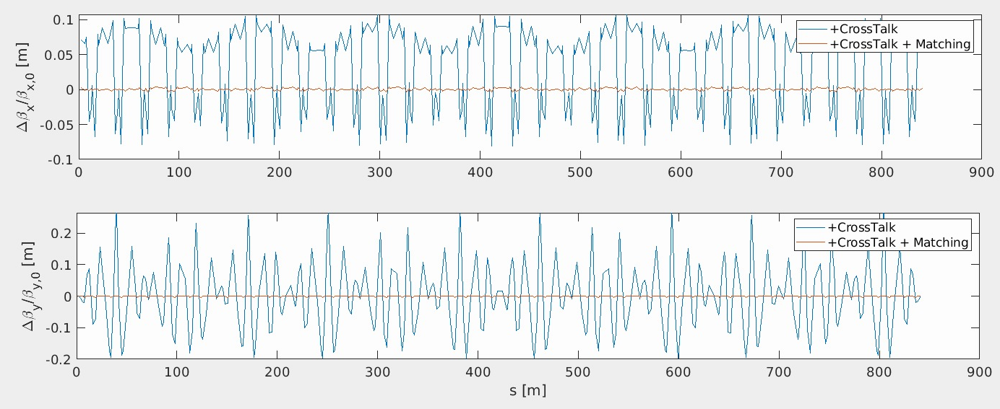 0.1
0.05
0
-0.05
-0.1
Δβx/βx,0 [m]
+CrossTalk
+CrossTalk + Matching
0 100 200 300 400 500 600 700 800 900
0.2
0.1
0
-0.1
-0.2
Δβy/βy,0 [m]
+CrossTalk
+CrossTalk + Matching
0 100 200 300 400 500 600 700 800 900
s [m]